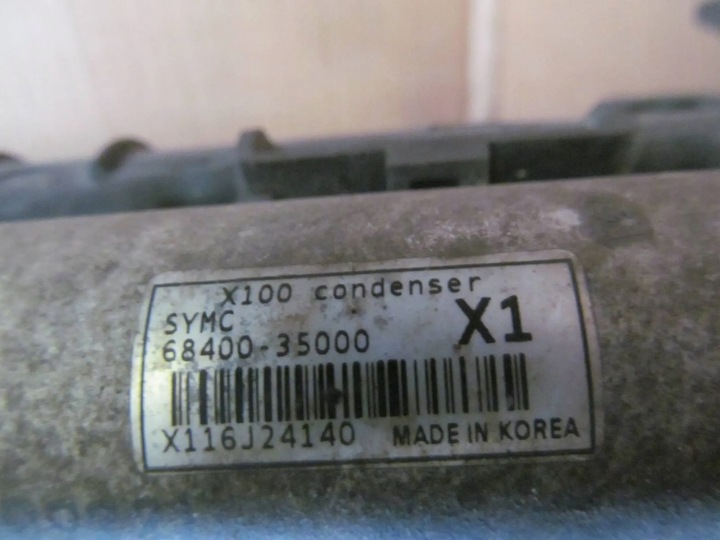 X100 condenser
SYMC X1
68400-35000
X116J24140 MADE IN KOREA